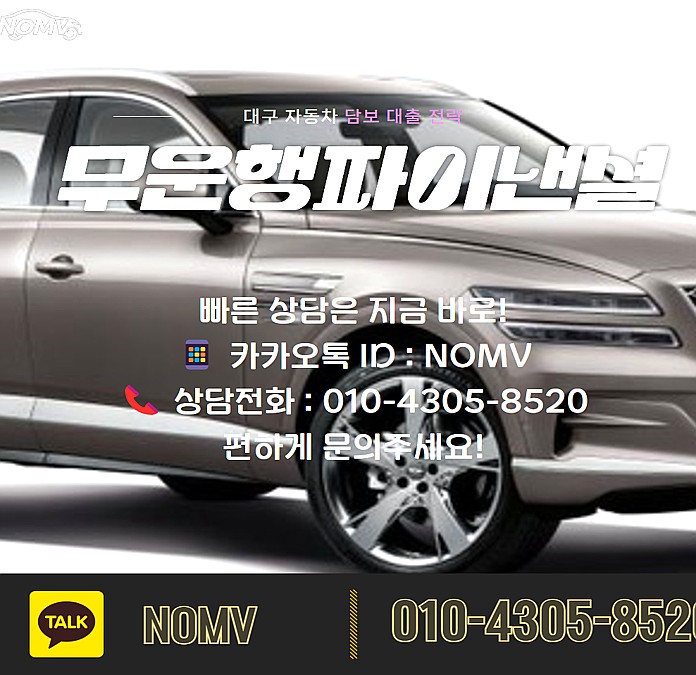 NOMV
대구 자동차 담보 대출 전략
무운행파이낸셜
빠른 상담은 지금 바로!
카카오톡 ID : NOMV
상담전화 : 010-4305-8520
편하게 문의주세요!
TALK
NOMV
010-4305-8520